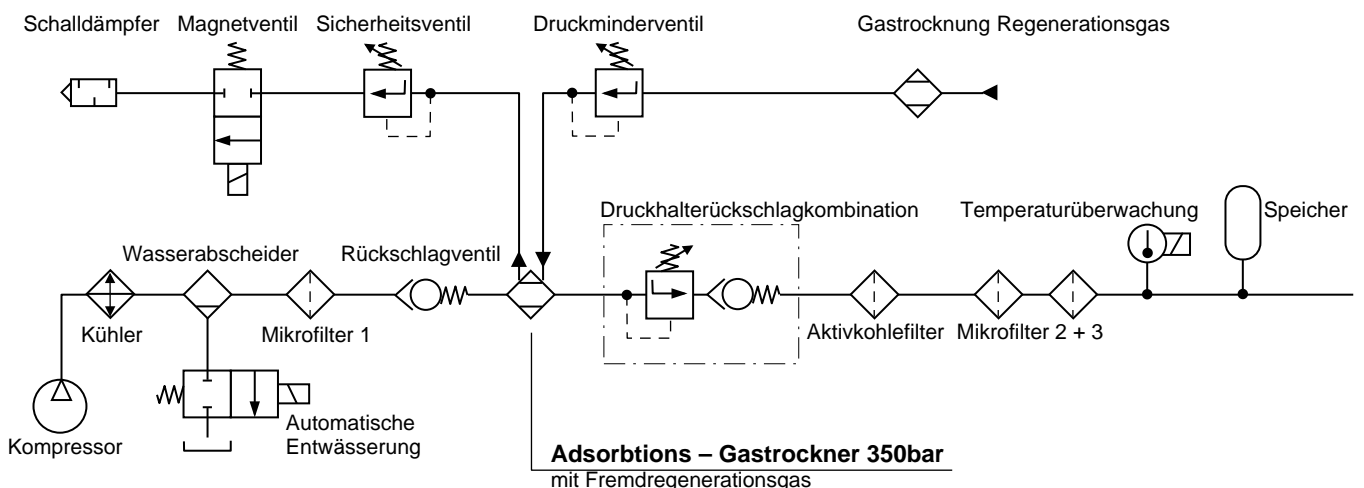 Schalldämpfer
Magnetventil
Sicherheitsventil
Druckminderventil
Gastrocknung Regenerationsgas
Druckhalterückschlagkombination
Temperaturüberwachung
Speicher
Wasserabscheider
Rückschlagventil
Kühler
Mikrofilter 1
Aktivkohlefilter
Mikrofilter 2 + 3
Kompressor
Automatische
Entwässerung
Adsorbtions – Gastrockner 350bar
mit Fremdregenerationsgas